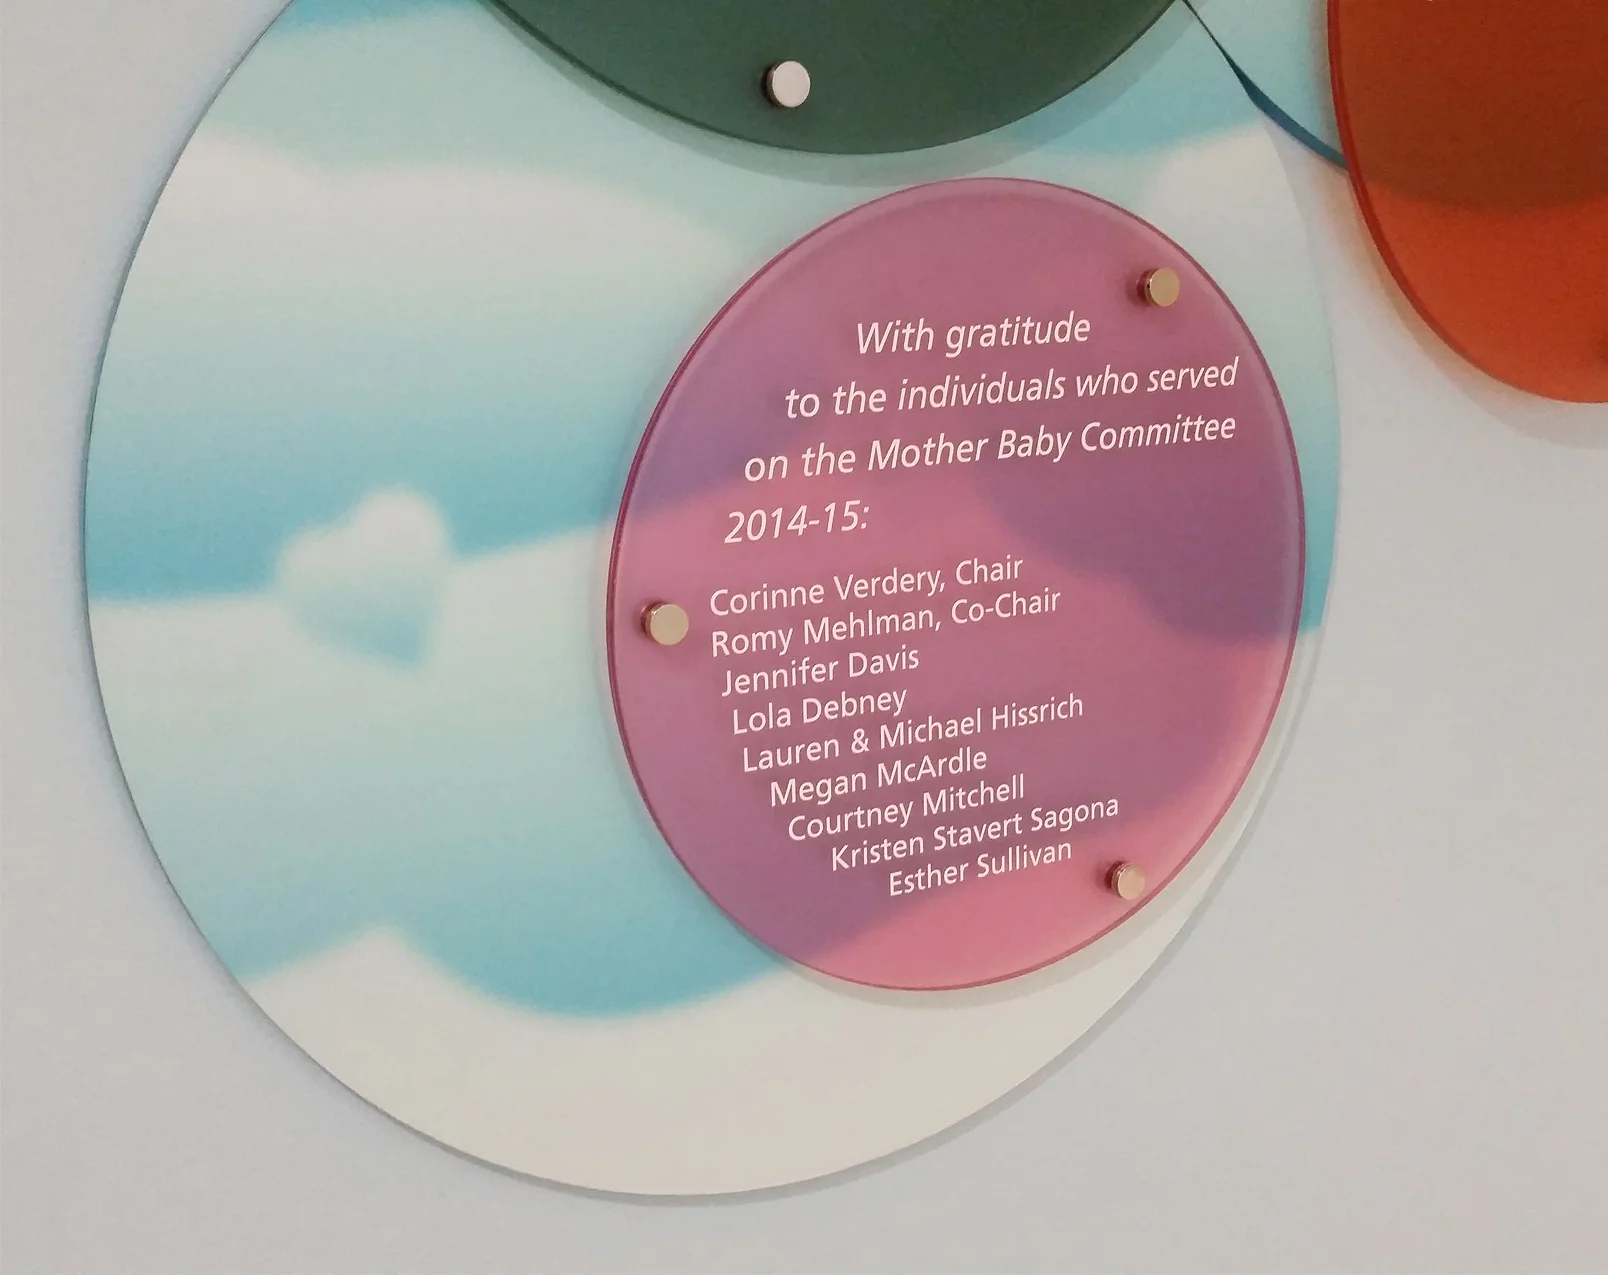 With gratitude
to the individuals who served
on the Mother Baby Committee
2014-15:
Corinne Verdery, Chair
Romy Mehlman, Co-Chair
Jennifer Davis
Lola Debney
Lauren & Michael Hissrich
Megan McArdle
Courtney Mitchell
Kristen Stavert Sagona
Esther Sullivan